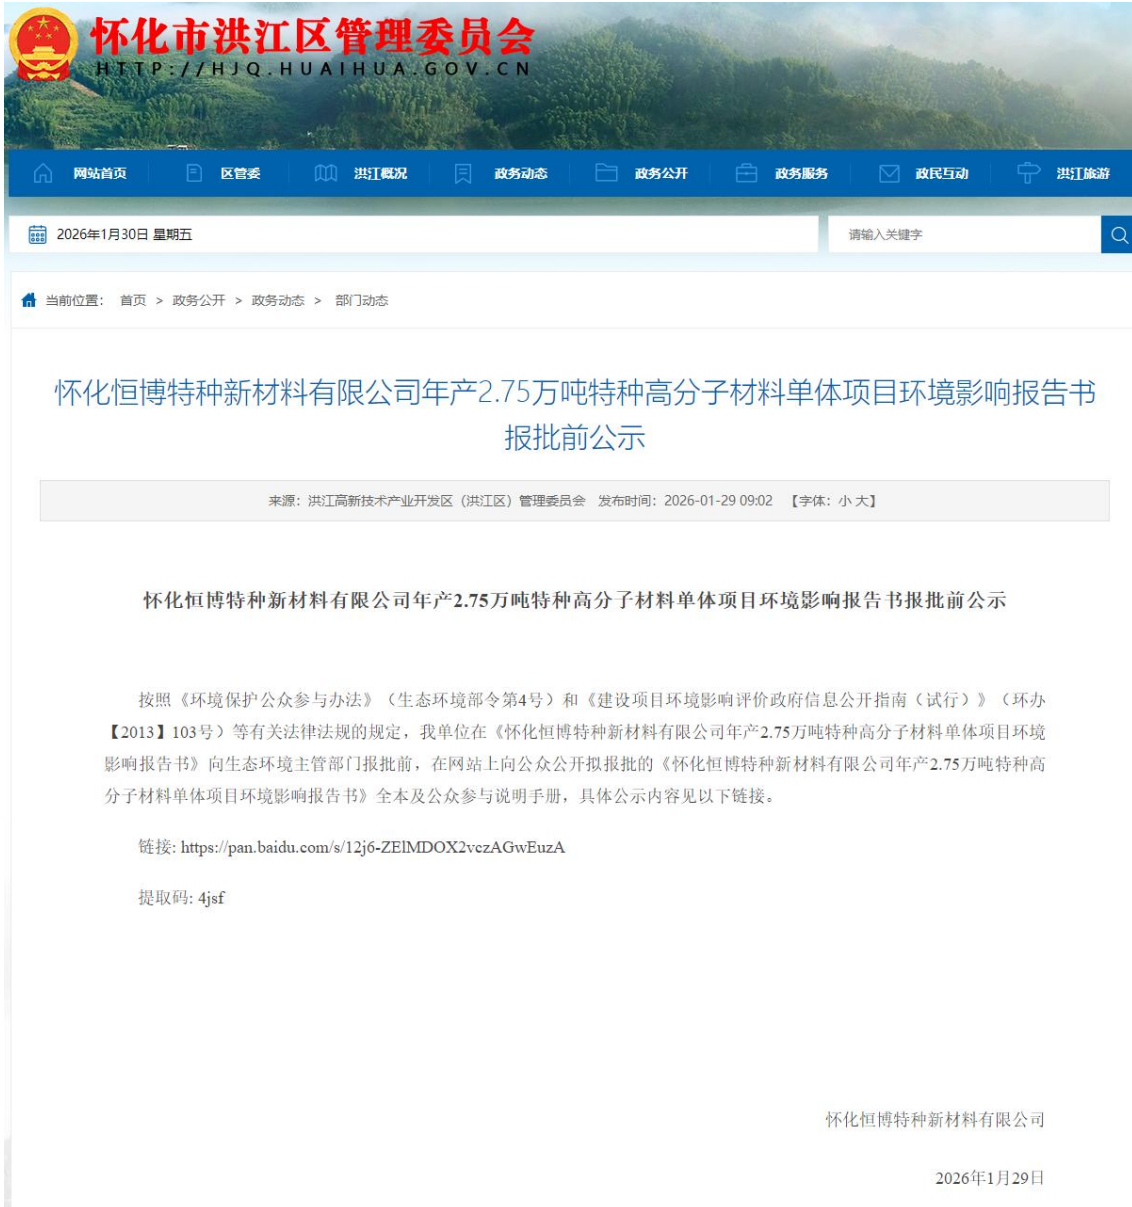 怀化市洪江区管理委员会
HTTP://HJQ.HUAIHUA.GOV.CN
网站首页 区管委 洪江概况 政务动态 政务公开 政务服务 政民互动 洪江旅游
2026年1月30日 星期五 请输入关键字
当前位置： 首页 > 政务公开 > 政务动态 > 部门动态
怀化恒博特种新材料有限公司年产2.75万吨特种高分子材料单体项目环境影响报告书
报批前公示
来源：洪江高新技术产业开发区（洪江区）管理委员会 发布时间：2026-01-29 09:02 【字体：小 大】
怀化恒博特种新材料有限公司年产2.75万吨特种高分子材料单体项目环境影响报告书报批前公示
按照《环境保护公众参与办法》（生态环境部令第4号）和《建设项目环境影响评价政府信息公开指南（试行）》（环办
【2013】103号）等有关法律法规的规定，我单位在《怀化恒博特种新材料有限公司年产2.75万吨特种高分子材料单体项目环境
影响报告书》向生态环境主管部门报批前，在网站上向公众公开拟报批的《怀化恒博特种新材料有限公司年产2.75万吨特种高
分子材料单体项目环境影响报告书》全本及公众参与说明手册，具体公示内容见以下链接。
链接: https://pan.baidu.com/s/12j6-ZElMDOX2vczAGwEuzA
提取码: 4jsf
怀化恒博特种新材料有限公司
2026年1月29日